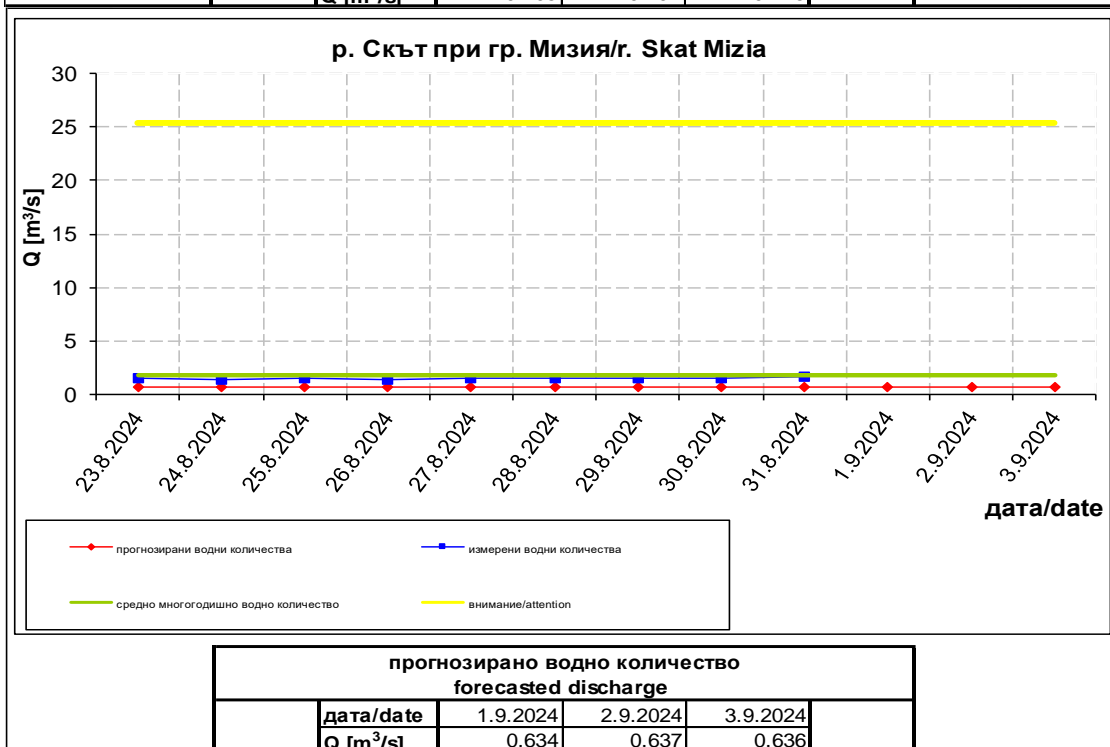 Q [m³/s]
р. Скът при гр. Мизия/r. Skat Mizia
30
25
20
15
10
5
0
Q [m³/s]
23.8.2024
24.8.2024
25.8.2024
26.8.2024
27.8.2024
28.8.2024
29.8.2024
30.8.2024
31.8.2024
1.9.2024
2.9.2024
3.9.2024
дата/date
прогнозирани водни количества
измерени водни количества
средно многогодишно водно количество
внимание/attention
прогнозирано водно количество
forecasted discharge
дата/date 1.9.2024 2.9.2024 3.9.2024
Q [m³/s] 0.634 0.637 0.636